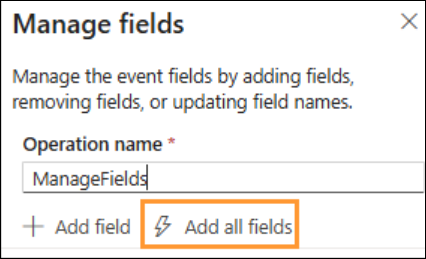 Manage fields
Manage the event fields by adding fields,
removing fields, or updating field names.
Operation name *
ManageFields
Add field Add all fields